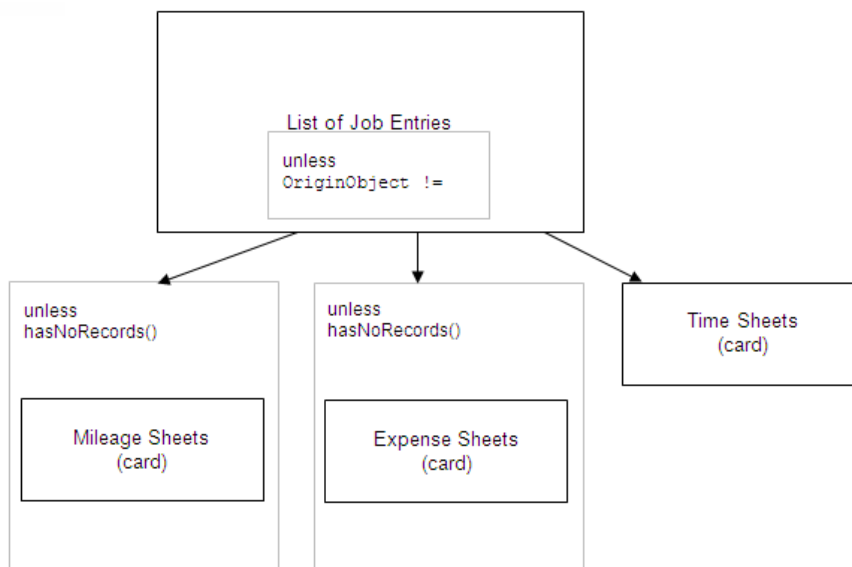 List of Job Entries
unless
OriginObject !=
unless
hasNoRecords()
Mileage Sheets
(card)
unless
hasNoRecords()
Expense Sheets
(card)
Time Sheets
(card)